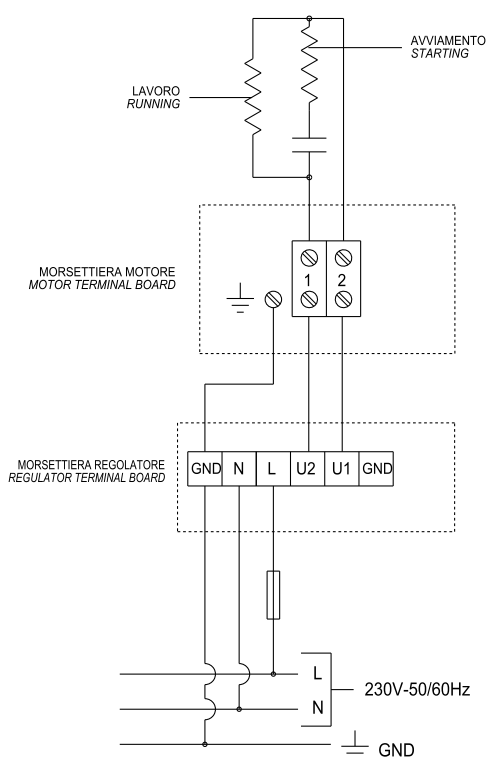 AVVIAMENTO
STARTING
LAVORO
RUNNING
MORSETTIERA MOTORE
MOTOR TERMINAL BOARD
1 2
MORSETTIERA REGOLATORE
REGULATOR TERMINAL BOARD
GND N L U2 U1 GND
L
230V-50/60Hz
N
GND